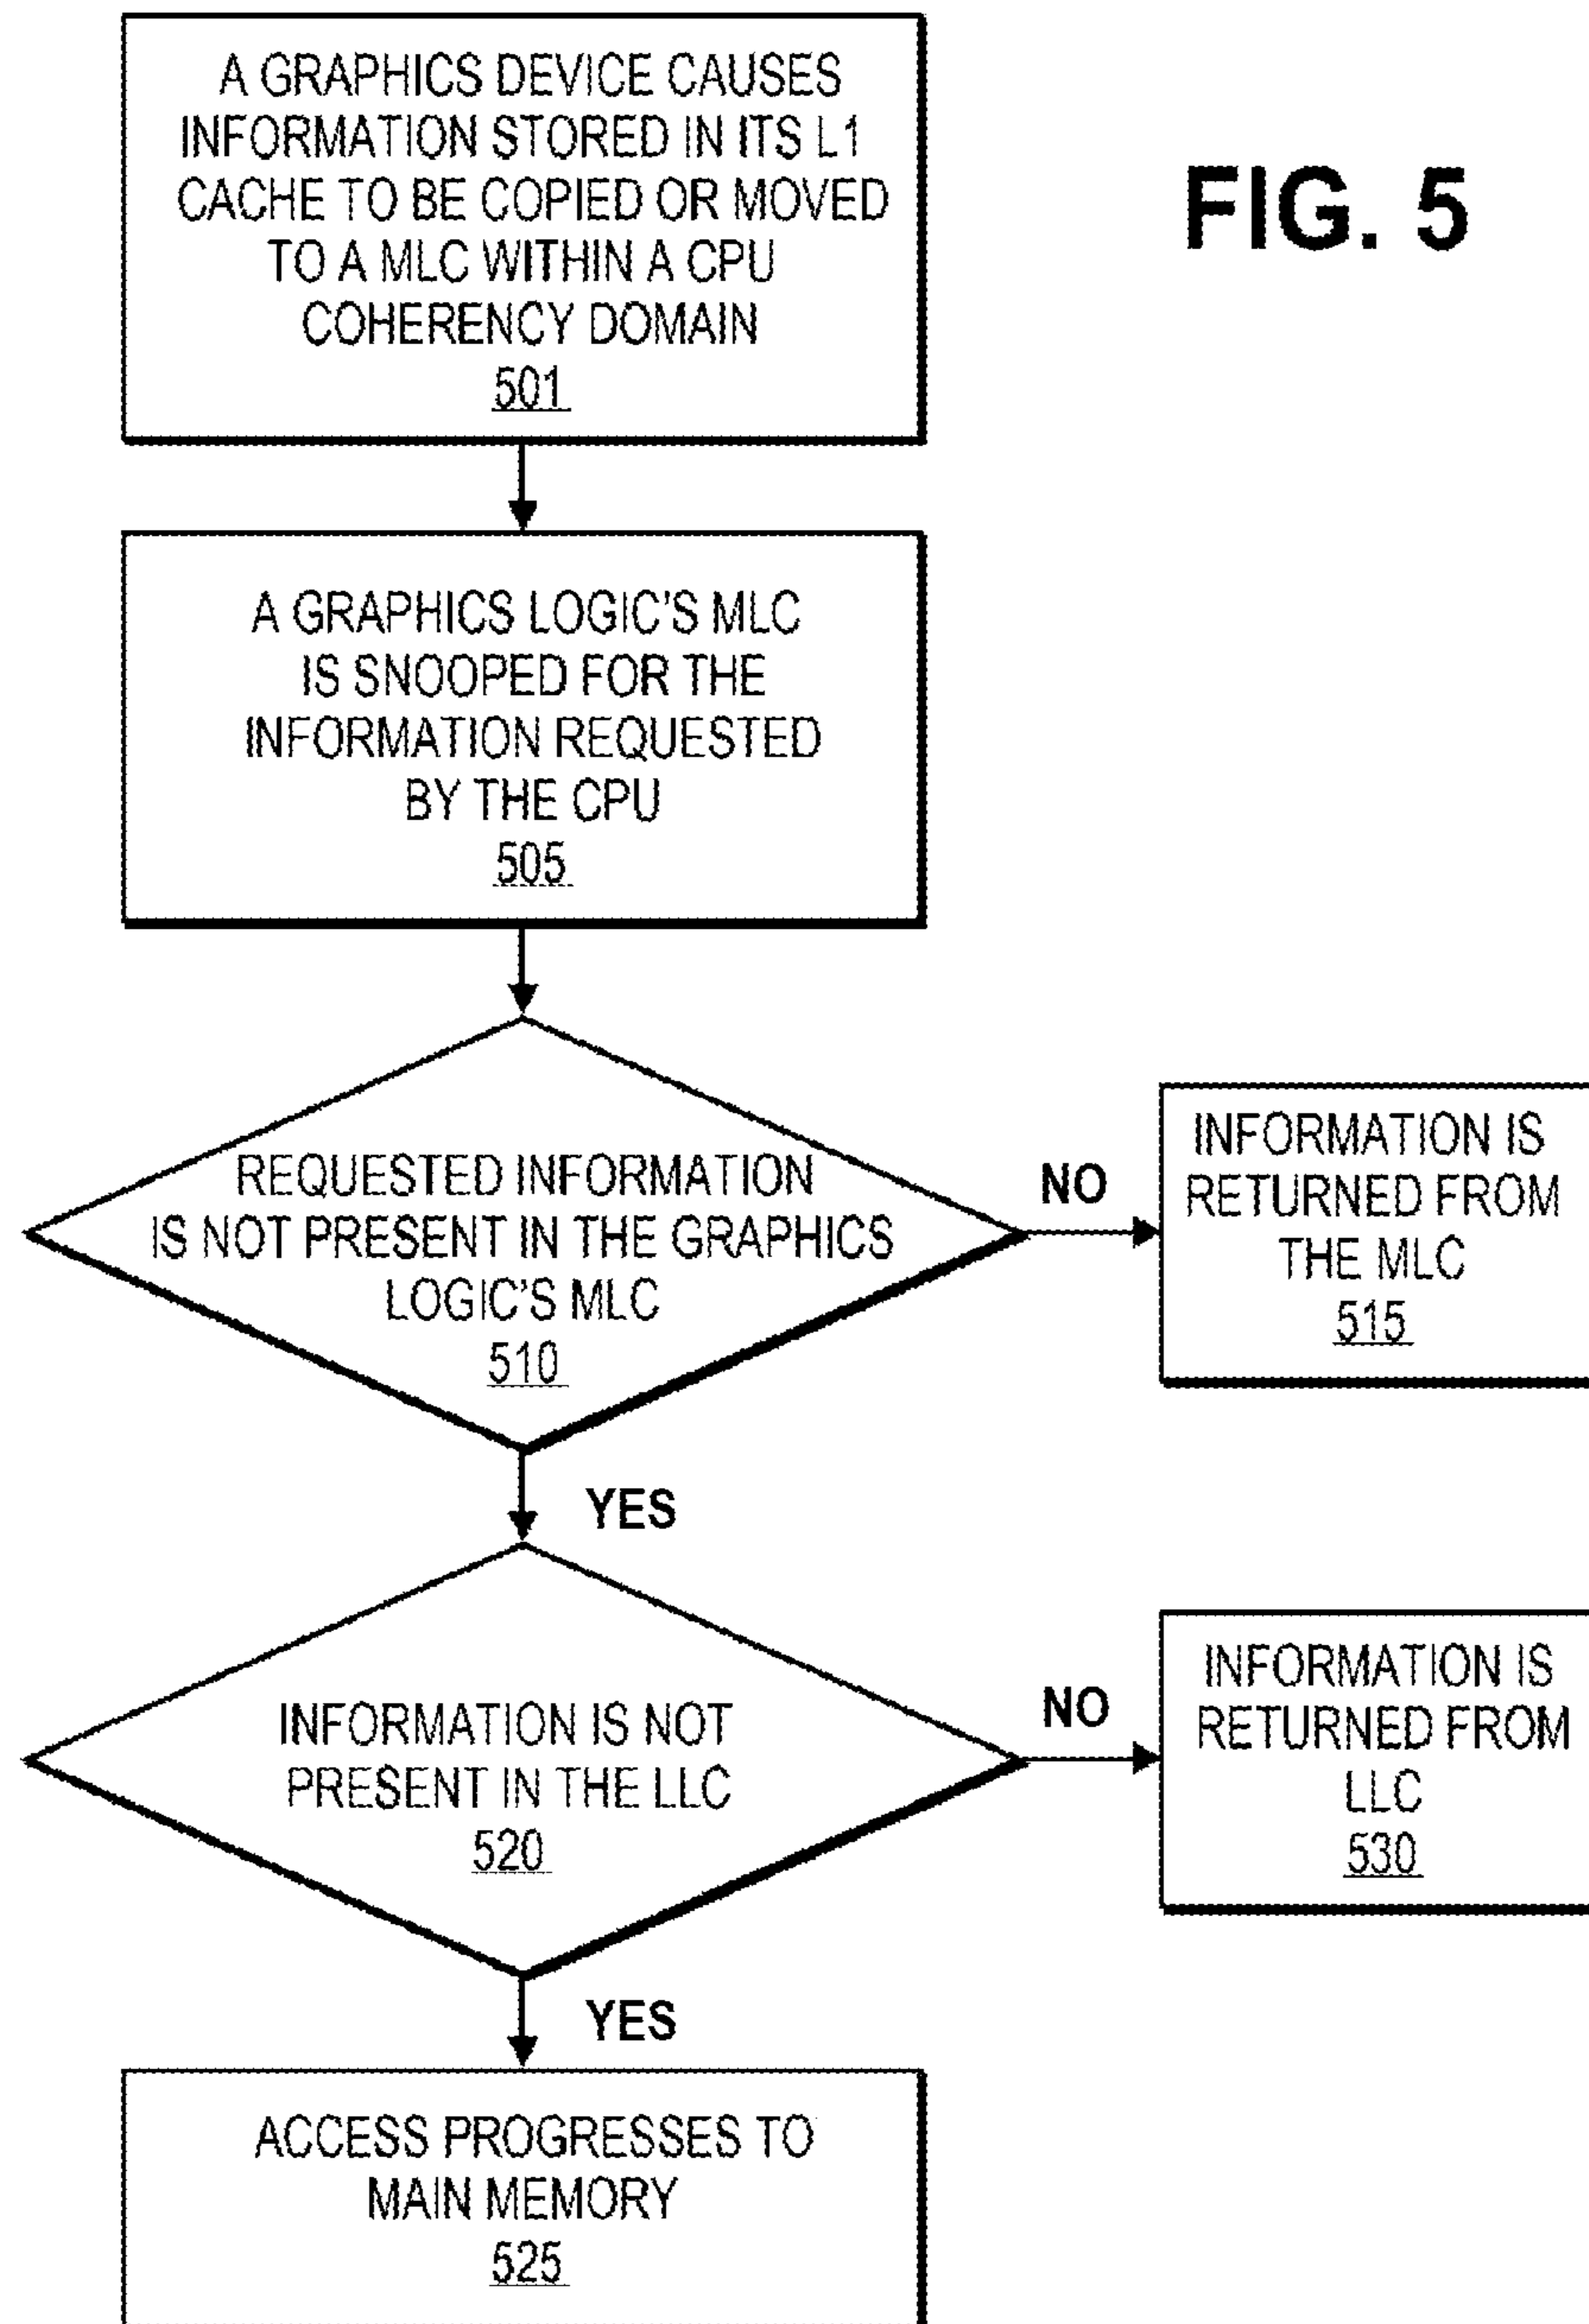 A GRAPHICS DEVICE CAUSES
INFORMATION STORED IN ITS L1
CACHE TO BE COPIED OR MOVED
TO A MLC WITHIN A CPU
COHERENCY DOMAIN
501
FIG. 5
A GRAPHICS LOGIC'S MLC
IS SNOOPED FOR THE
INFORMATION REQUESTED
BY THE CPU
505
REQUESTED INFORMATION
IS NOT PRESENT IN THE GRAPHICS
LOGIC'S MLC
510
NO
INFORMATION IS
RETURNED FROM
THE MLC
515
YES
INFORMATION IS NOT
PRESENT IN THE LLC
520
NO
INFORMATION IS
RETURNED FROM
LLC
530
YES
ACCESS PROGRESSES TO
MAIN MEMORY
525